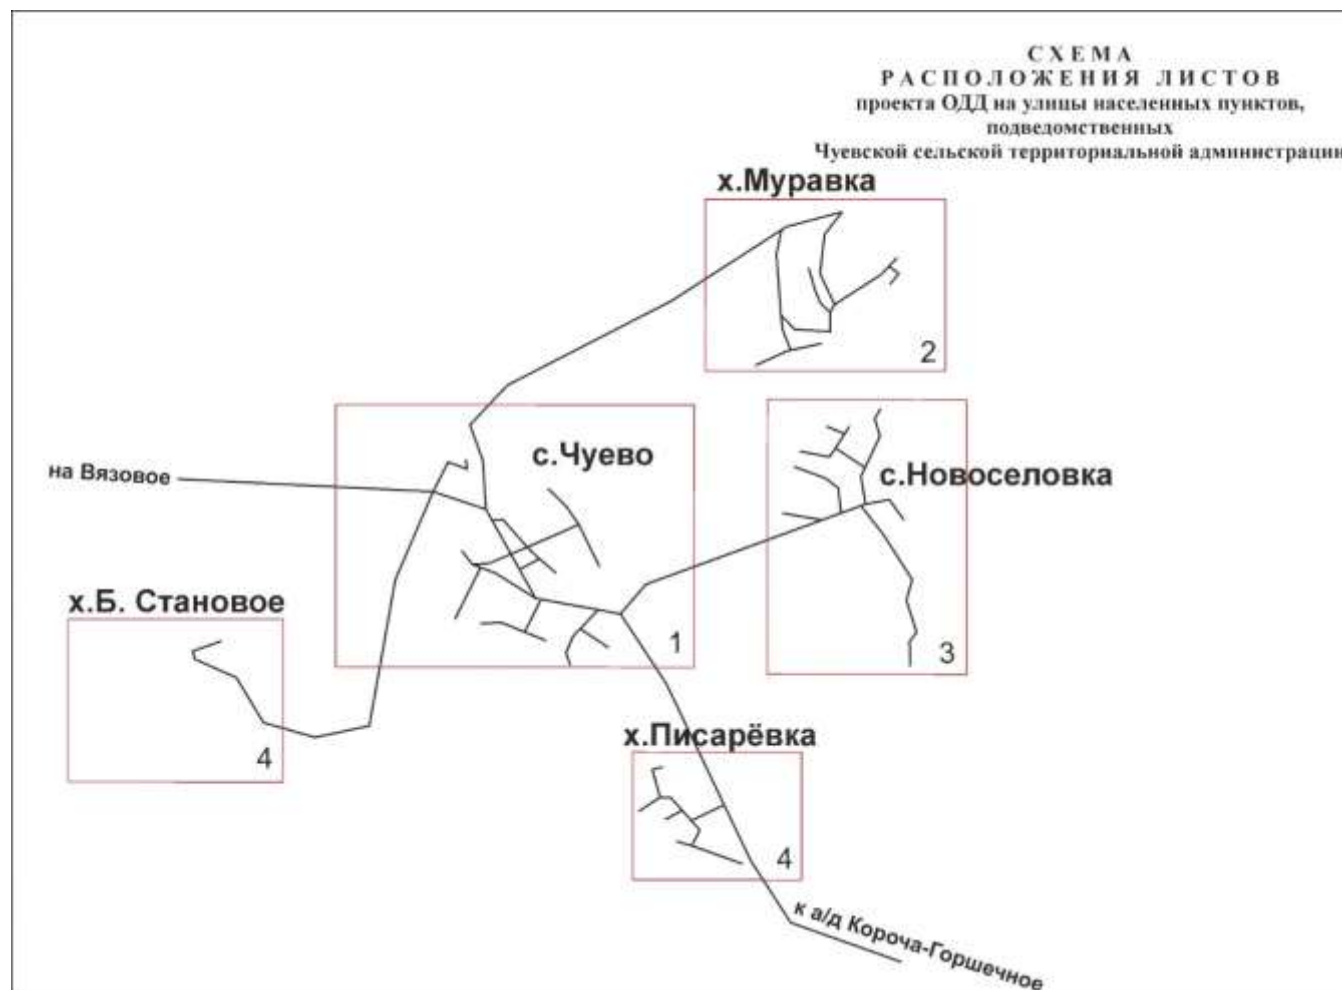 СХЕМА
РАСПОЛОЖЕНИЯ ЛИСТОВ
проекта ОДД на улицы населенных пунктов,
подведомственных
Чуевской сельской территориальной администрации
х.Муравка
2
с.Чуево
на Вязовое
с.Новоселовка
х.Б. Становое
1
3
х.Писарёвка
4
4
к а/д Короча-Горшечное